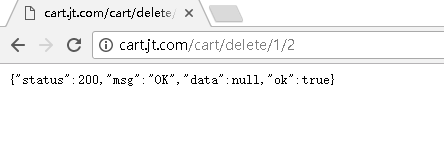 cart.jt.com/cart/delete/1
cart.jt.com/cart/delete/1/2
{"status":200,"msg":"OK","data":null,"ok":true}